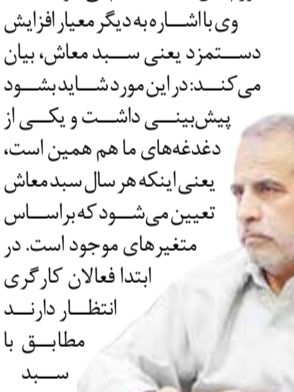 وی با اشاره به دیگر معیار افزایش
دستمزد یعنی سبد معاش، بیان
می‌کند: در این مورد شاید بشود
پیش‌بینی داشت و یکی از
دغدغه‌های ما هم همین است،
یعنی اینکه هر سال سبد معاش
تعیین می‌شود که براساس
متغیرهای موجود است. در
ابتدا فعالان کارگری
انتظار دارند
مطابق با
سبد